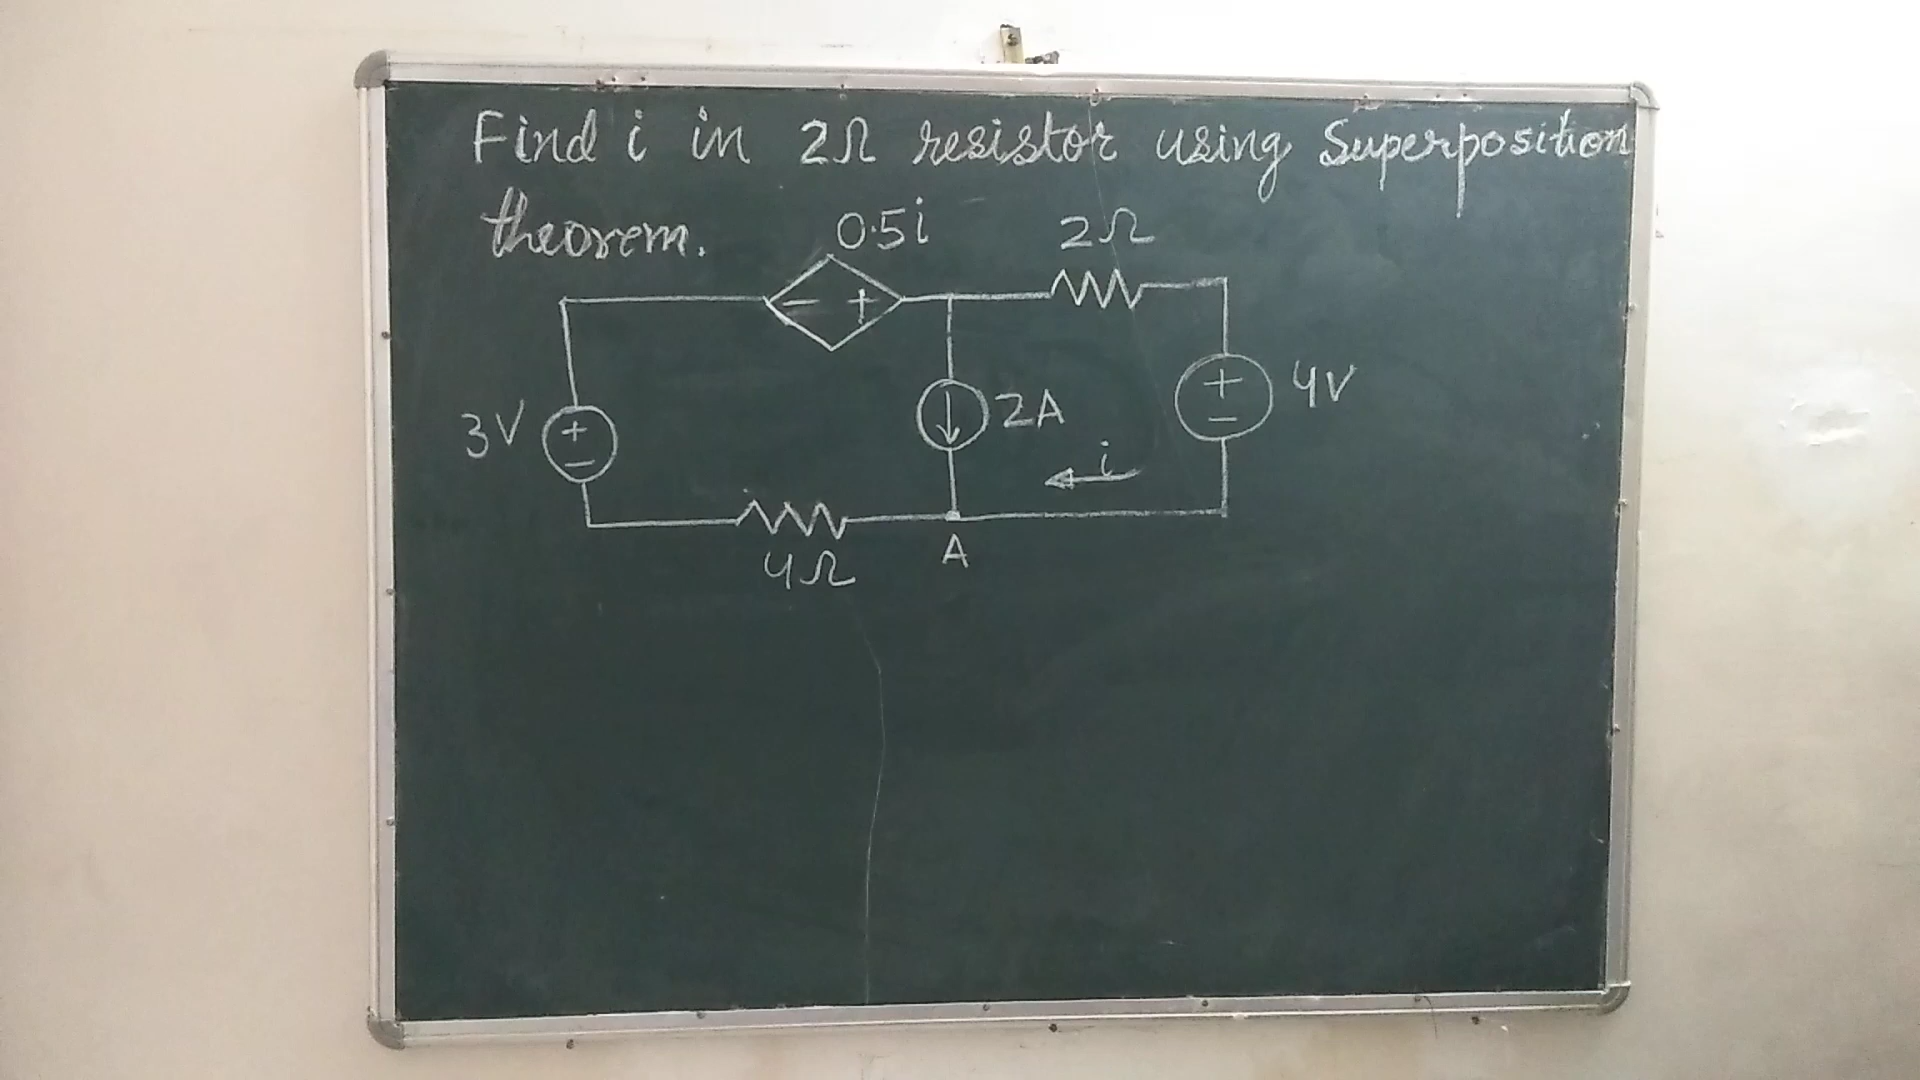 Find i in 2Ω resistor using Superposition
theorem.
0.5i
2Ω
- +
3V
+
-
2A
+
-
4V
i
4Ω
A